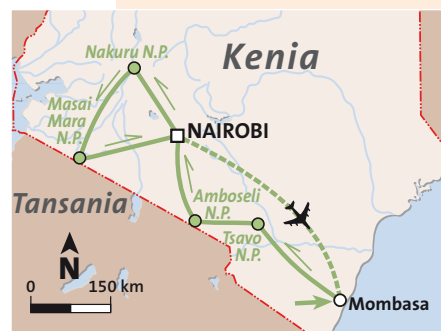 Nakuru N.P.
Kenia
Masai
Mara
N.P.
NAIROBI
Tansania
Amboseli
N.P.
Tsavo
N.P.
N
0 150 km
Mombasa